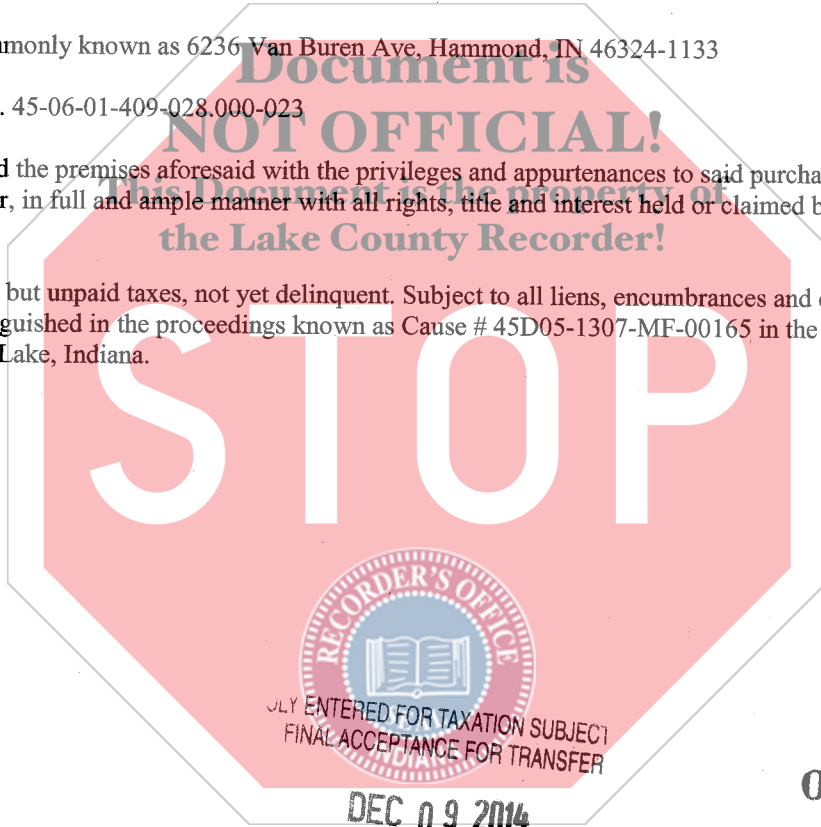 mmonly known as 6236 Van Buren Ave, Hammond, IN 46324-1133
Document is
. 45-06-01-409-028.000-023
NOT OFFICIAL!
d the premises aforesaid with the privileges and appurtenances to said purcha
This Document is the property of
r, in full and ample manner with all rights, title and interest held or claimed b
the Lake County Recorder!
but unpaid taxes, not yet delinquent. Subject to all liens, encumbrances and
guished in the proceedings known as Cause # 45D05-1307-MF-00165 in the
Lake, Indiana.
STOP
RECORDER'S OFFICE
LY ENTERED FOR TAXATION SUBJECT
FINAL ACCEPTANCE FOR TRANSFER
INDIANA
DEC 09 2014